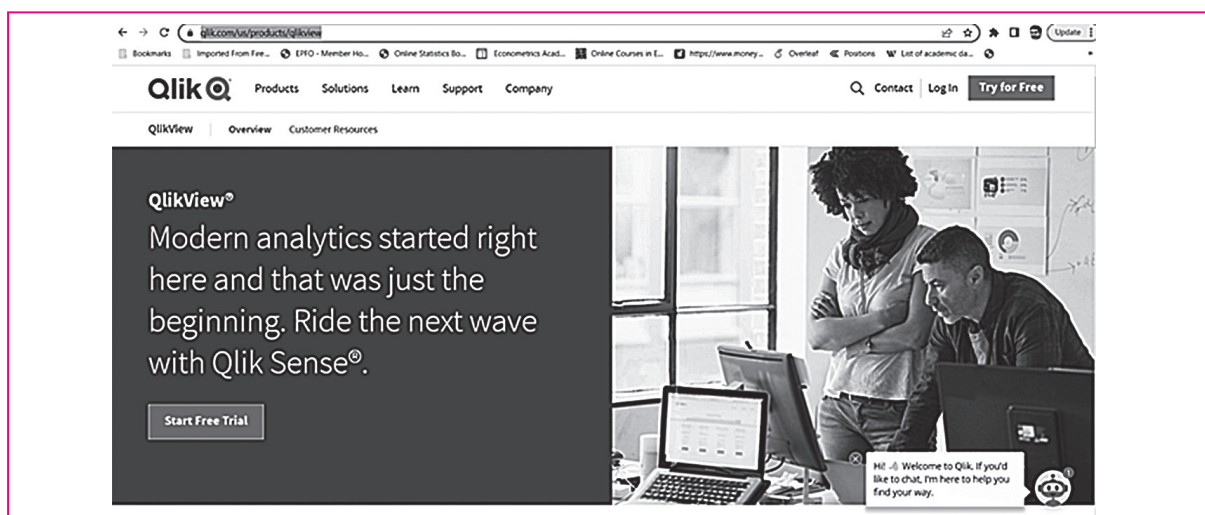 qlik.com/us/products/qlikview
Update
Bookmarks Imported From Fire... EPFO - Member Ho... Online Statistics Bo... Econometrics Acad... Online Courses in E... https://www.money... Overleaf Positions List of academic da...
Qlik Products Solutions Learn Support Company Contact Log In Try for Free
QlikView Overview Customer Resources
QlikView®
Modern analytics started right
here and that was just the
beginning. Ride the next wave
with Qlik Sense®.
Start Free Trial
Hi! Welcome to Qlik. If you'd
like to chat, I'm here to help you
find your way.
1